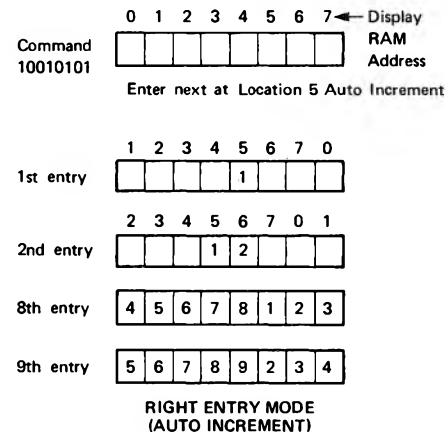 0 1 2 3 4 5 6 7 ← Display
Command RAM
10010101 Address
Enter next at Location 5 Auto Increment
1 2 3 4 5 6 7 0
1st entry 1
2 3 4 5 6 7 0 1
2nd entry 1 2
8th entry 4 5 6 7 8 1 2 3
9th entry 5 6 7 8 9 2 3 4
RIGHT ENTRY MODE
(AUTO INCREMENT)